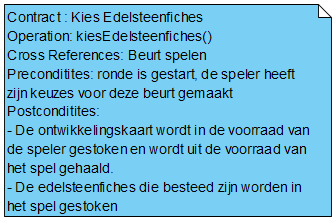 Contract : Kies Edelsteenfiches
Operation: kiesEdelsteenfiches()
Cross References: Beurt spelen
Preconditites: ronde is gestart, de speler heeft
zijn keuzes voor deze beurt gemaakt
Postconditites:
- De ontwikkelingskaart wordt in de voorraad van
de speler gestoken en wordt uit de voorraad van
het spel gehaald.
- De edelsteenfiches die besteed zijn worden in
het spel gestoken